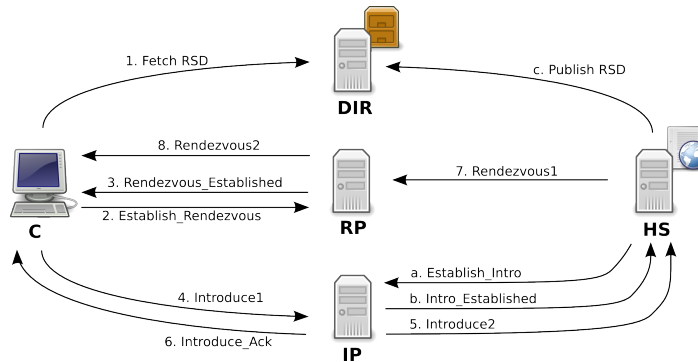 1. Fetch RSD
c. Publish RSD
DIR
8. Rendezvous2
7. Rendezvous1
3. Rendezvous_Established
2. Establish_Rendezvous
C
RP
HS
a. Establish_Intro
4. Introduce1
b. Intro_Established
5. Introduce2
6. Introduce_Ack
IP